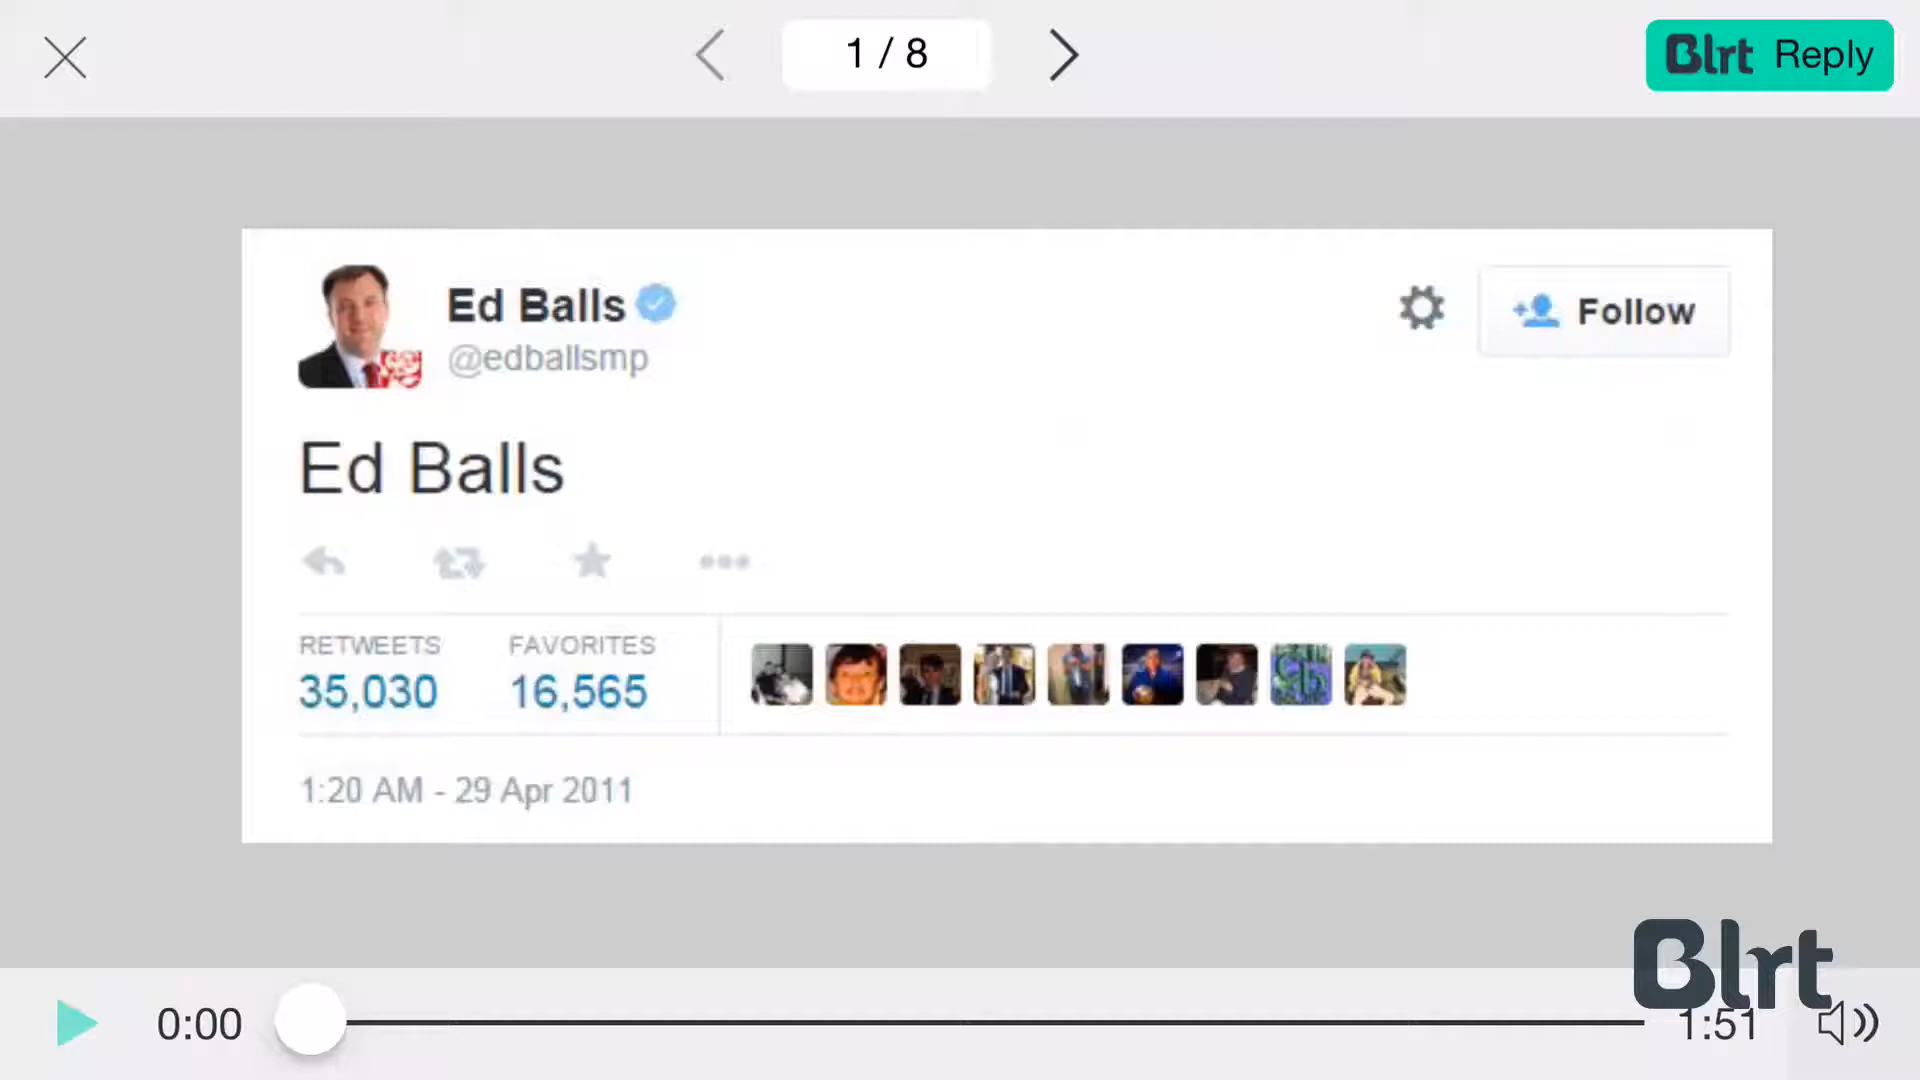 1 / 8
Blrt Reply
Ed Balls
@edballsmp
Follow
Ed Balls
RETWEETS FAVORITES
35,030 16,565
1:20 AM - 29 Apr 2011
Blrt
0:00 1:51